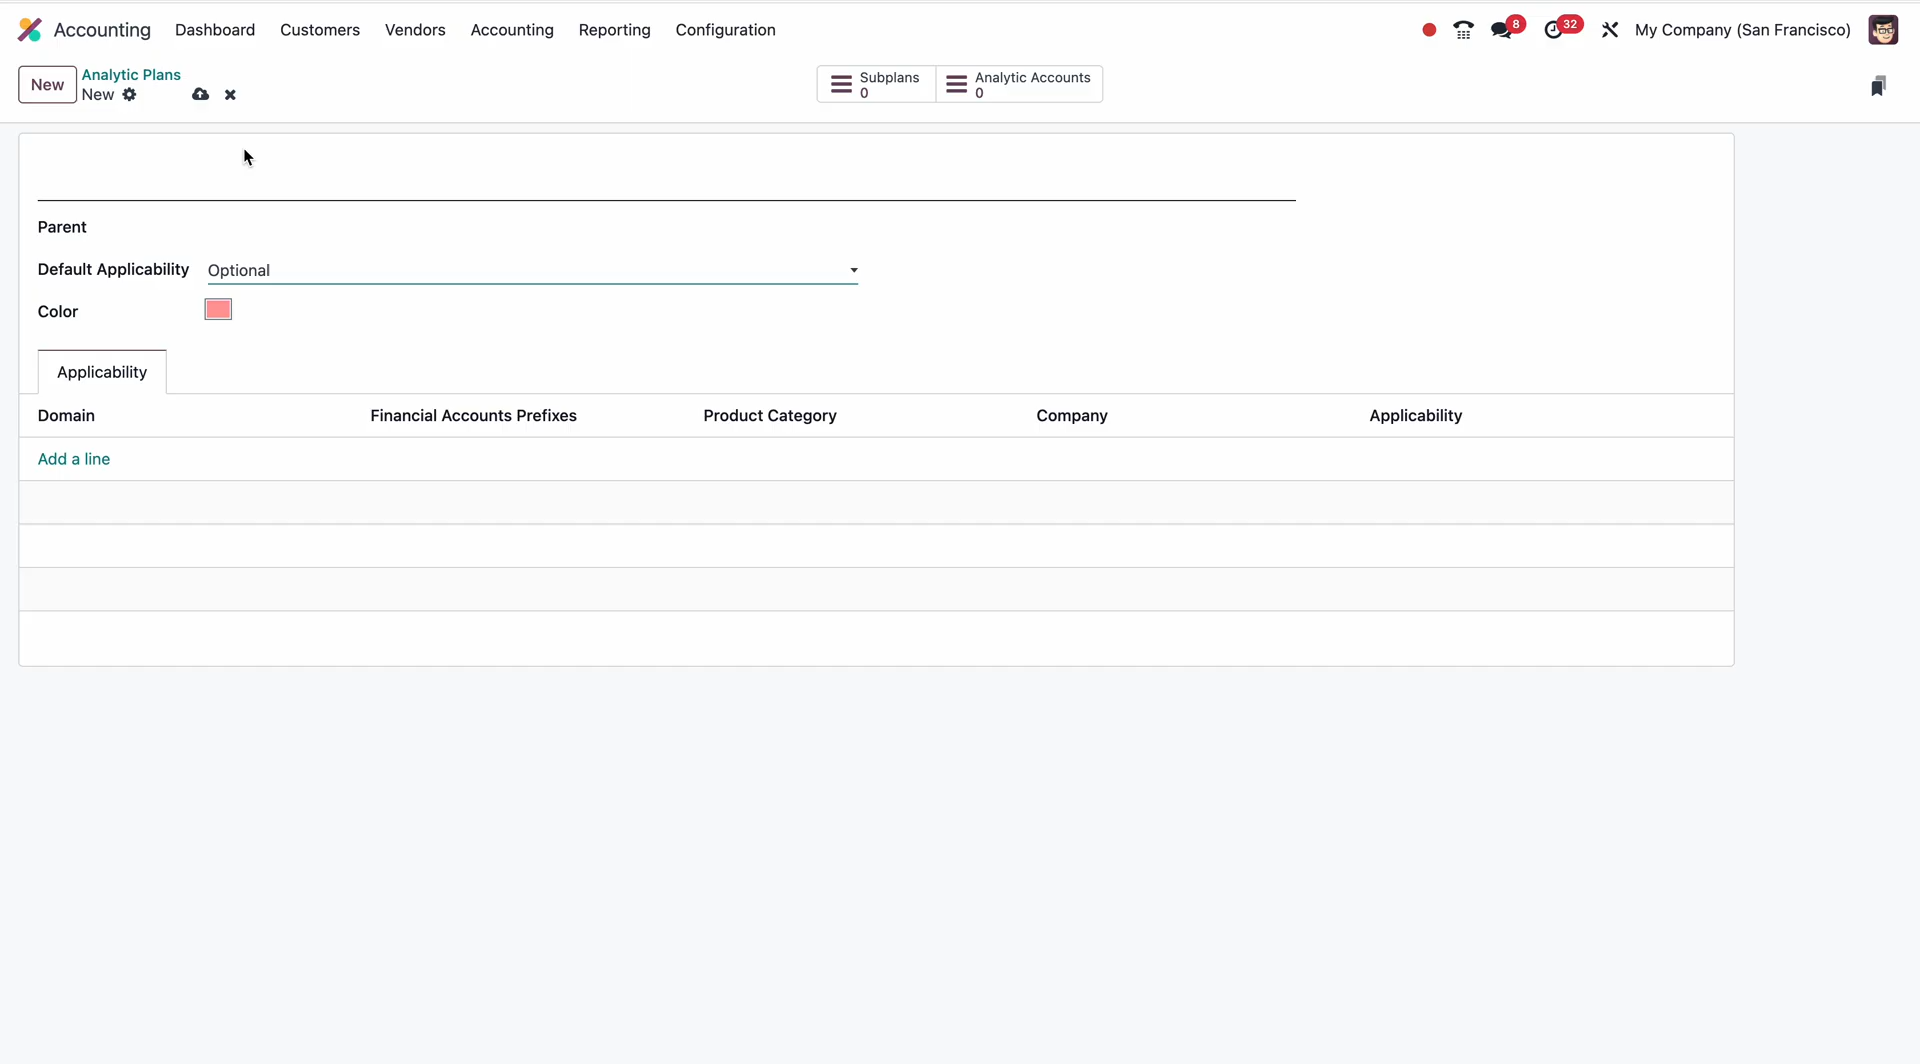 Accounting Dashboard Customers Vendors Accounting Reporting Configuration 8 32 My Company (San Francisco)
New Analytic Plans
New
Subplans
0
Analytic Accounts
0
Parent
Default Applicability Optional
Color
Applicability
Domain Financial Accounts Prefixes Product Category Company Applicability
Add a line